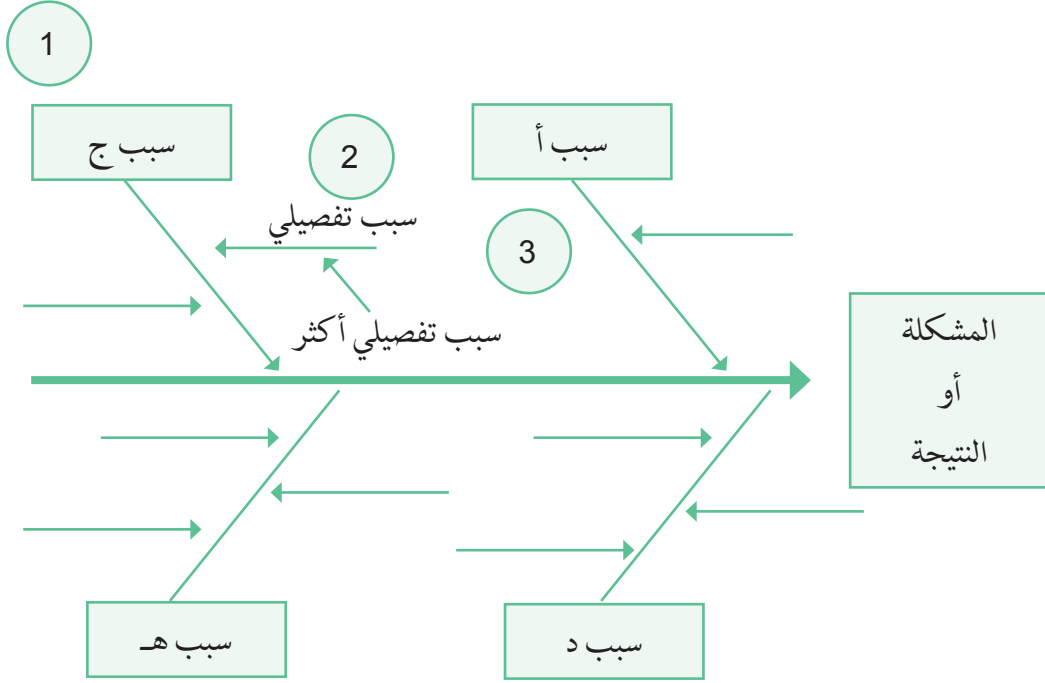 1
سبب أ
سبب ج
2
سبب تفصيلي
3
سبب تفصيلي أكثر
المشكلة
أو
النتيجة
سبب د
سبب هـ